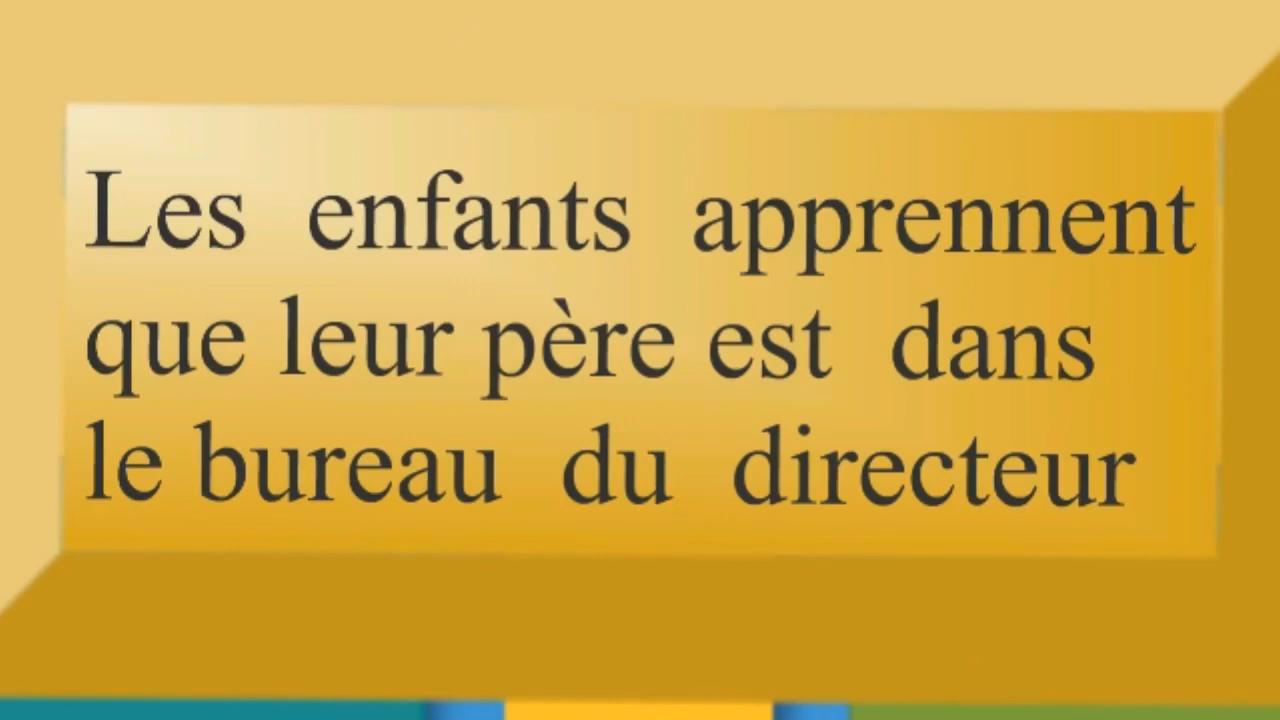 Les enfants apprennent
que leur père est dans
le bureau du directeur